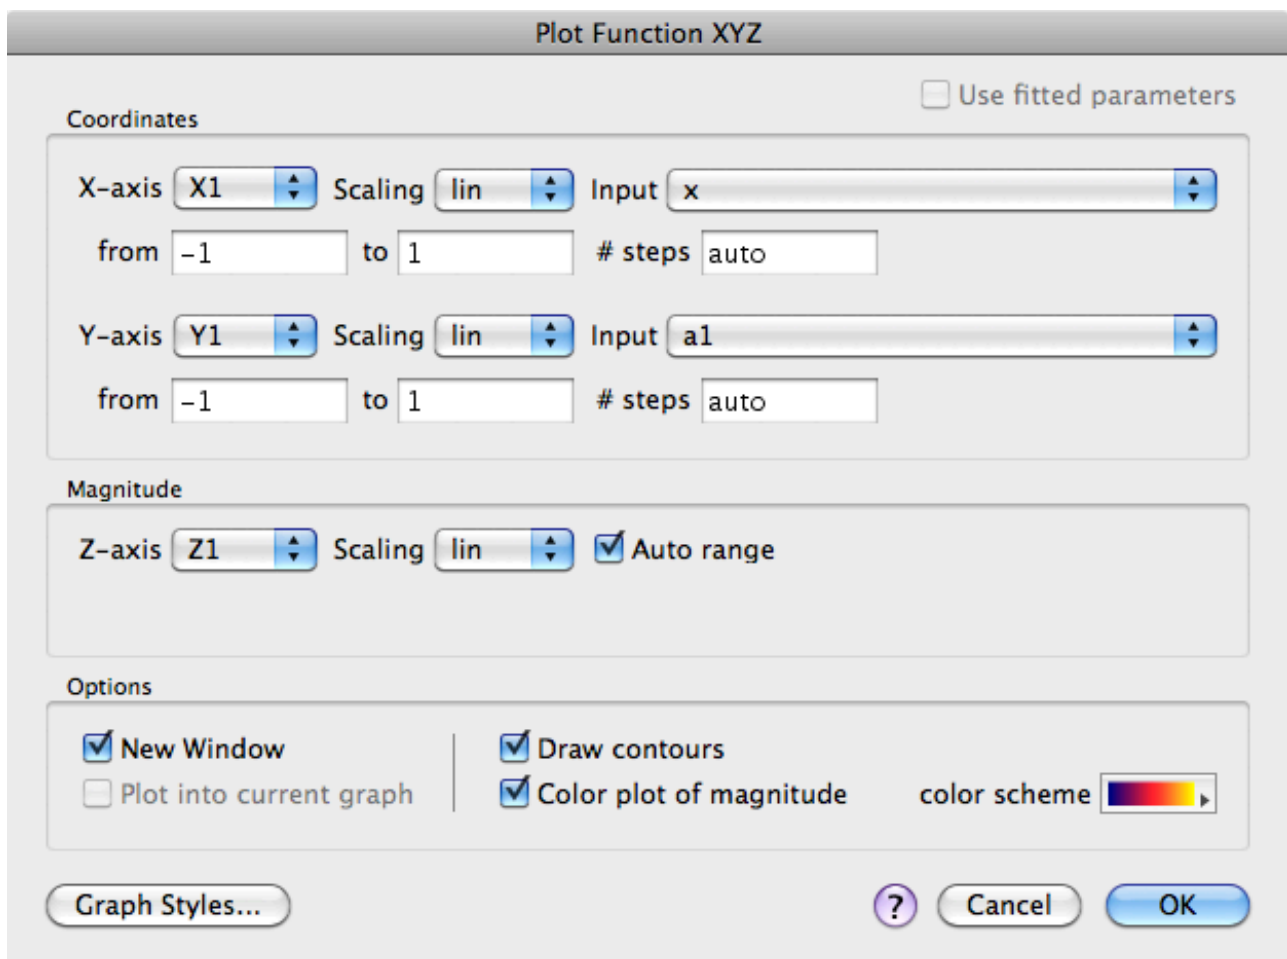 Plot Function XYZ
Use fitted parameters
Coordinates
X-axis X1 Scaling lin Input x
from -1 to 1 # steps auto
Y-axis Y1 Scaling lin Input a1
from -1 to 1 # steps auto
Magnitude
Z-axis Z1 Scaling lin Auto range
Options
New Window Draw contours
Plot into current graph Color plot of magnitude color scheme
Graph Styles... ? Cancel OK